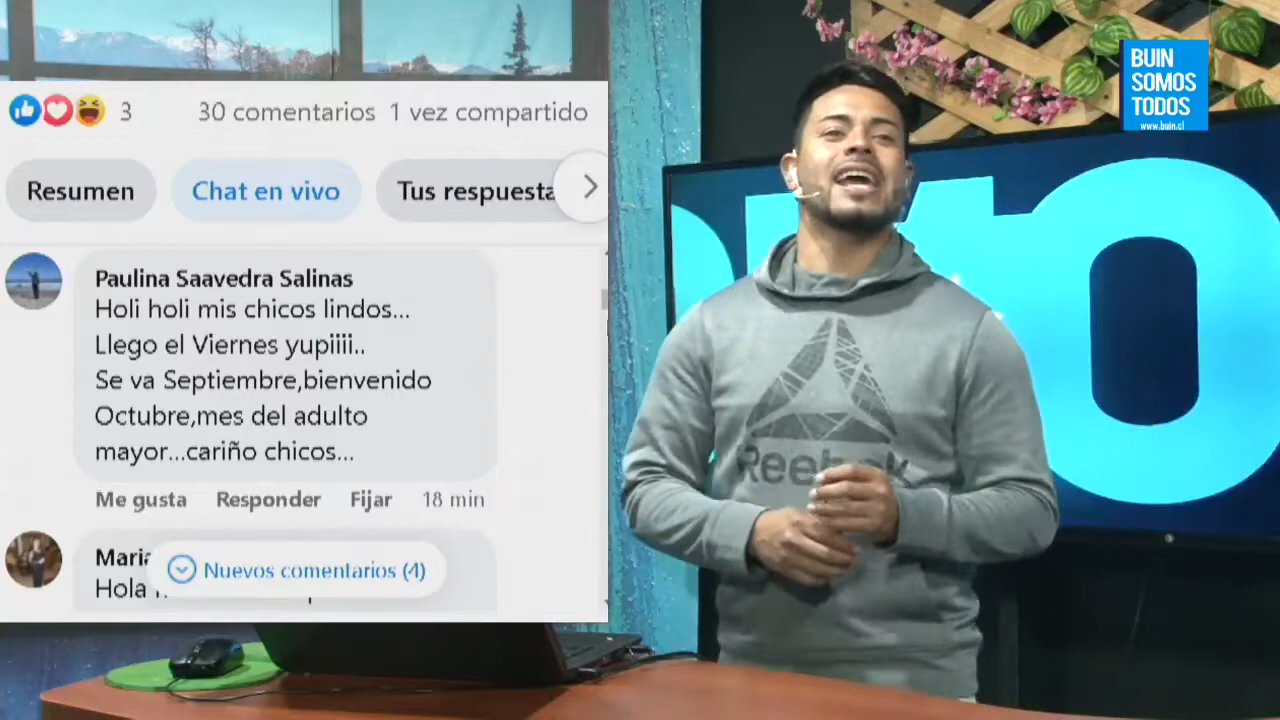 3 30 comentarios 1 vez compartido
Resumen Chat en vivo Tus respuesta
Paulina Saavedra Salinas
Holi holi mis chicos lindos...
Llego el Viernes yupiiii..
Se va Septiembre,bienvenido
Octubre,mes del adulto
mayor...cariño chicos...
Me gusta Responder Fijar 18 min
Maria
Nuevos comentarios (4)
Hola
BUIN
SOMOS
TODOS
www.buin.cl
Reebok